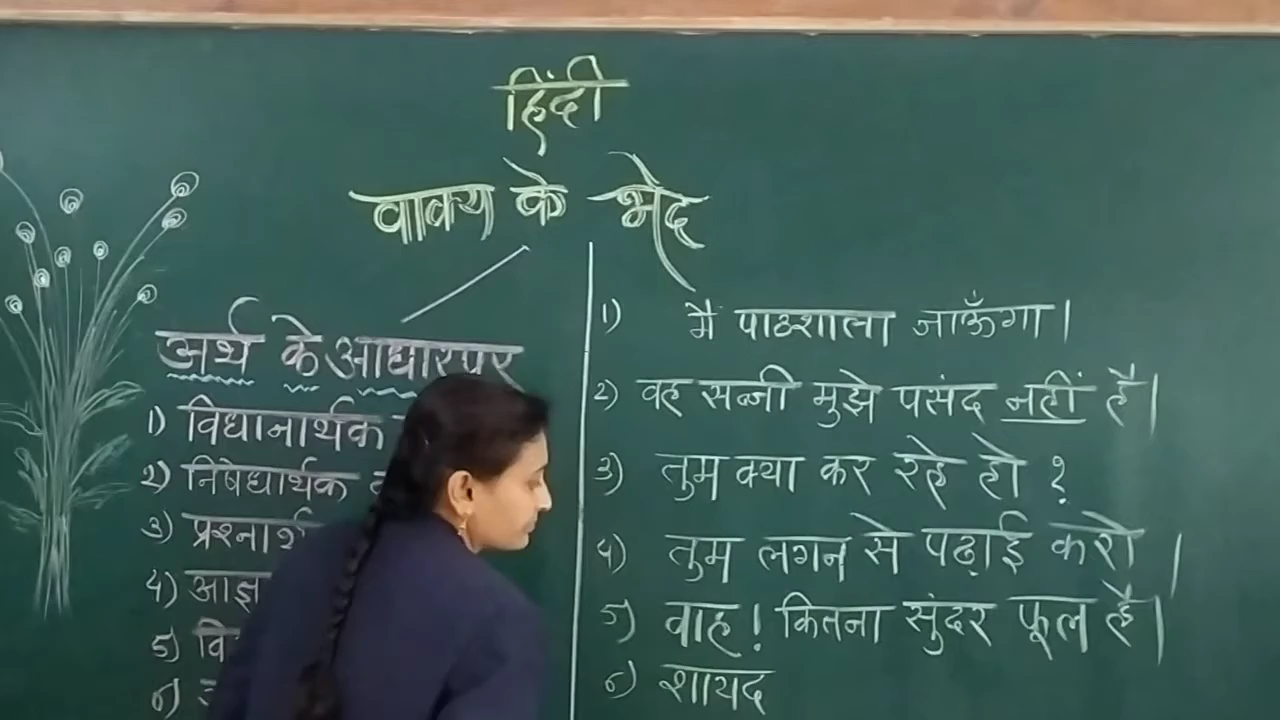 हिंदी
वाक्य के भेद
अर्थ के आधार पर
1) विधानार्थक
2) निषेधार्थक
3) प्रश्नार्थ
4) आज्ञ
5) वि
6)
1) मै पाठशाला जाऊँगा।
2) वह सब्जी मुझे पसंद नहीं है।
3) तुम क्या कर रहे हो ?
4) तुम लगन से पढ़ाई करो ।
5) वाह! कितना सुंदर फूल है।
6) शायद